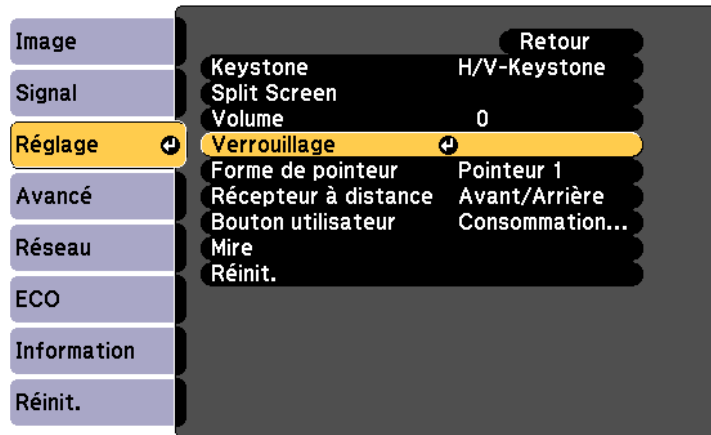 Image
Signal
Réglage
Avancé
Réseau
ECO
Information
Réinit.
Retour
Keystone H/V-Keystone
Split Screen
Volume 0
Verrouillage
Forme de pointeur Pointeur 1
Récepteur à distance Avant/Arrière
Bouton utilisateur Consommation...
Mire
Réinit.